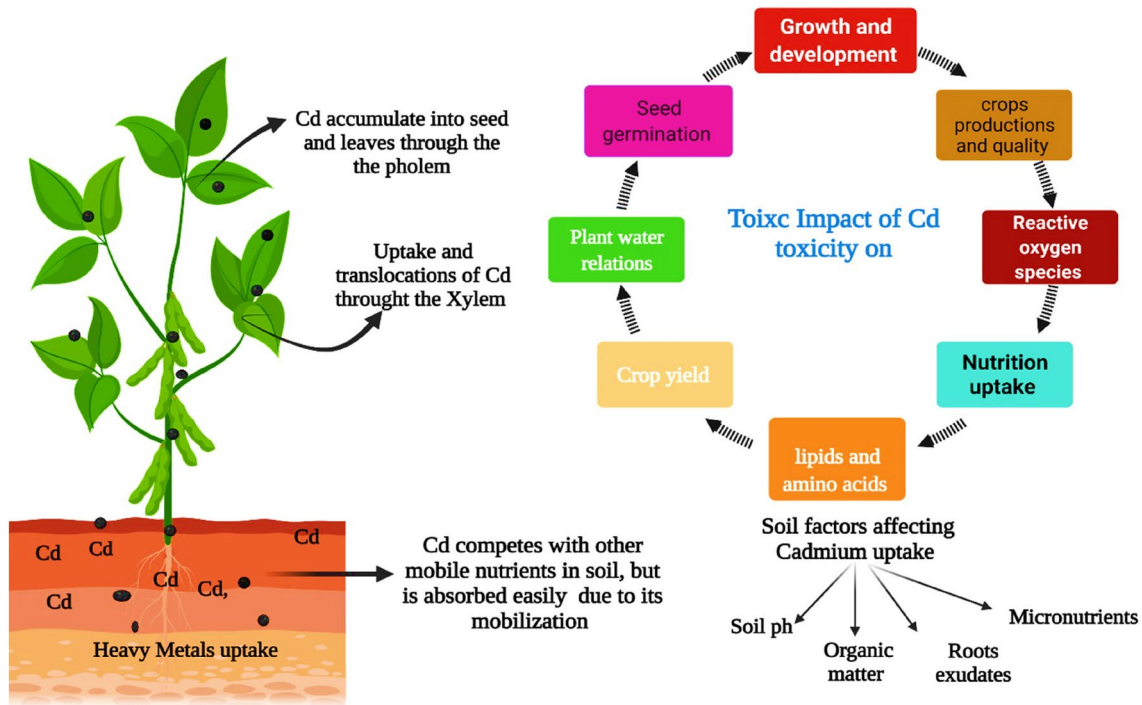 Cd accumulate into seed
and leaves through the
the pholem
Uptake and
translocations of Cd
throught the Xylem
Cd
Cd
Cd
Cd
Cd,
Cd
Heavy Metals uptake
Cd competes with other
mobile nutrients in soil, but
is absorbed easily due to its
mobilization
Toixc Impact of Cd
toxicity on
Growth and
development
crops
productions
and quality
Reactive
oxygen
species
Nutrition
uptake
lipids and
amino acids
Crop yield
Plant water
relations
Seed
germination
Soil factors affecting
Cadmium uptake
Soil ph
Organic
matter
Roots
exudates
Micronutrients